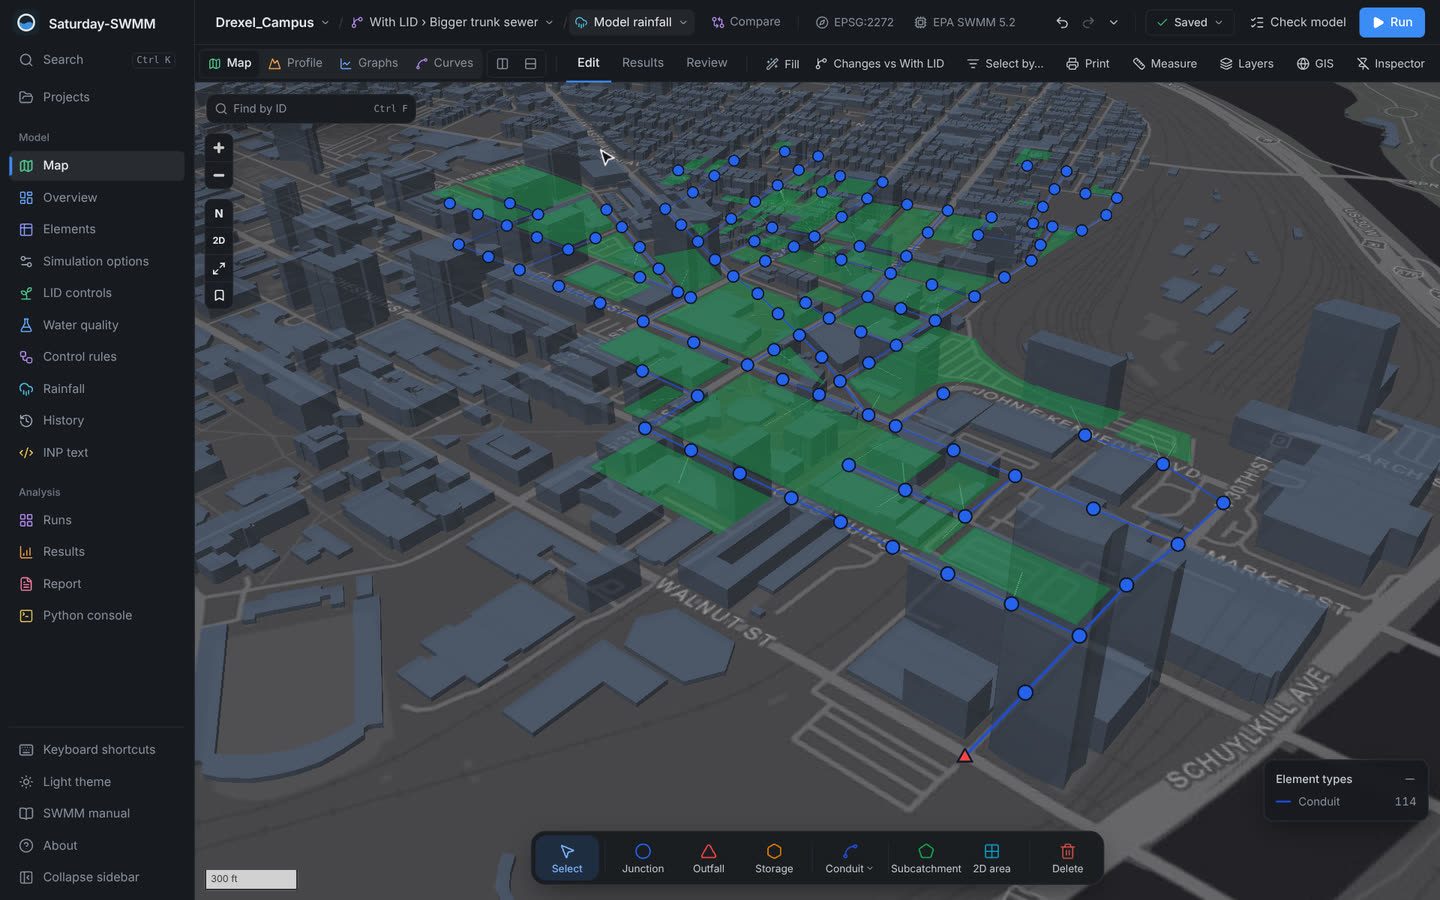 Saturday-SWMM
Drexel_Campus
/
With LID › Bigger trunk sewer
/
Model rainfall
Compare
EPSG:2272
EPA SWMM 5.2
Saved
Check model
Run
Search
Ctrl K
Map
Profile
Graphs
Curves
Edit
Results
Review
Fill
Changes vs With LID
Select by...
Print
Measure
Layers
GIS
Inspector
Projects
Model
Map
Overview
Elements
Simulation options
LID controls
Water quality
Control rules
Rainfall
History
INP text
Analysis
Runs
Results
Report
Python console
Keyboard shortcuts
Light theme
SWMM manual
About
Collapse sidebar
Find by ID
Ctrl F
N
2D
JOHN F KENNEDY BLVD
N 30TH ST
ARCH S
MARKET ST
WALNUT ST
SCHUYLKILL AVE
Element types
Conduit 114
300 ft
Select
Junction
Outfall
Storage
Conduit
Subcatchment
2D area
Delete